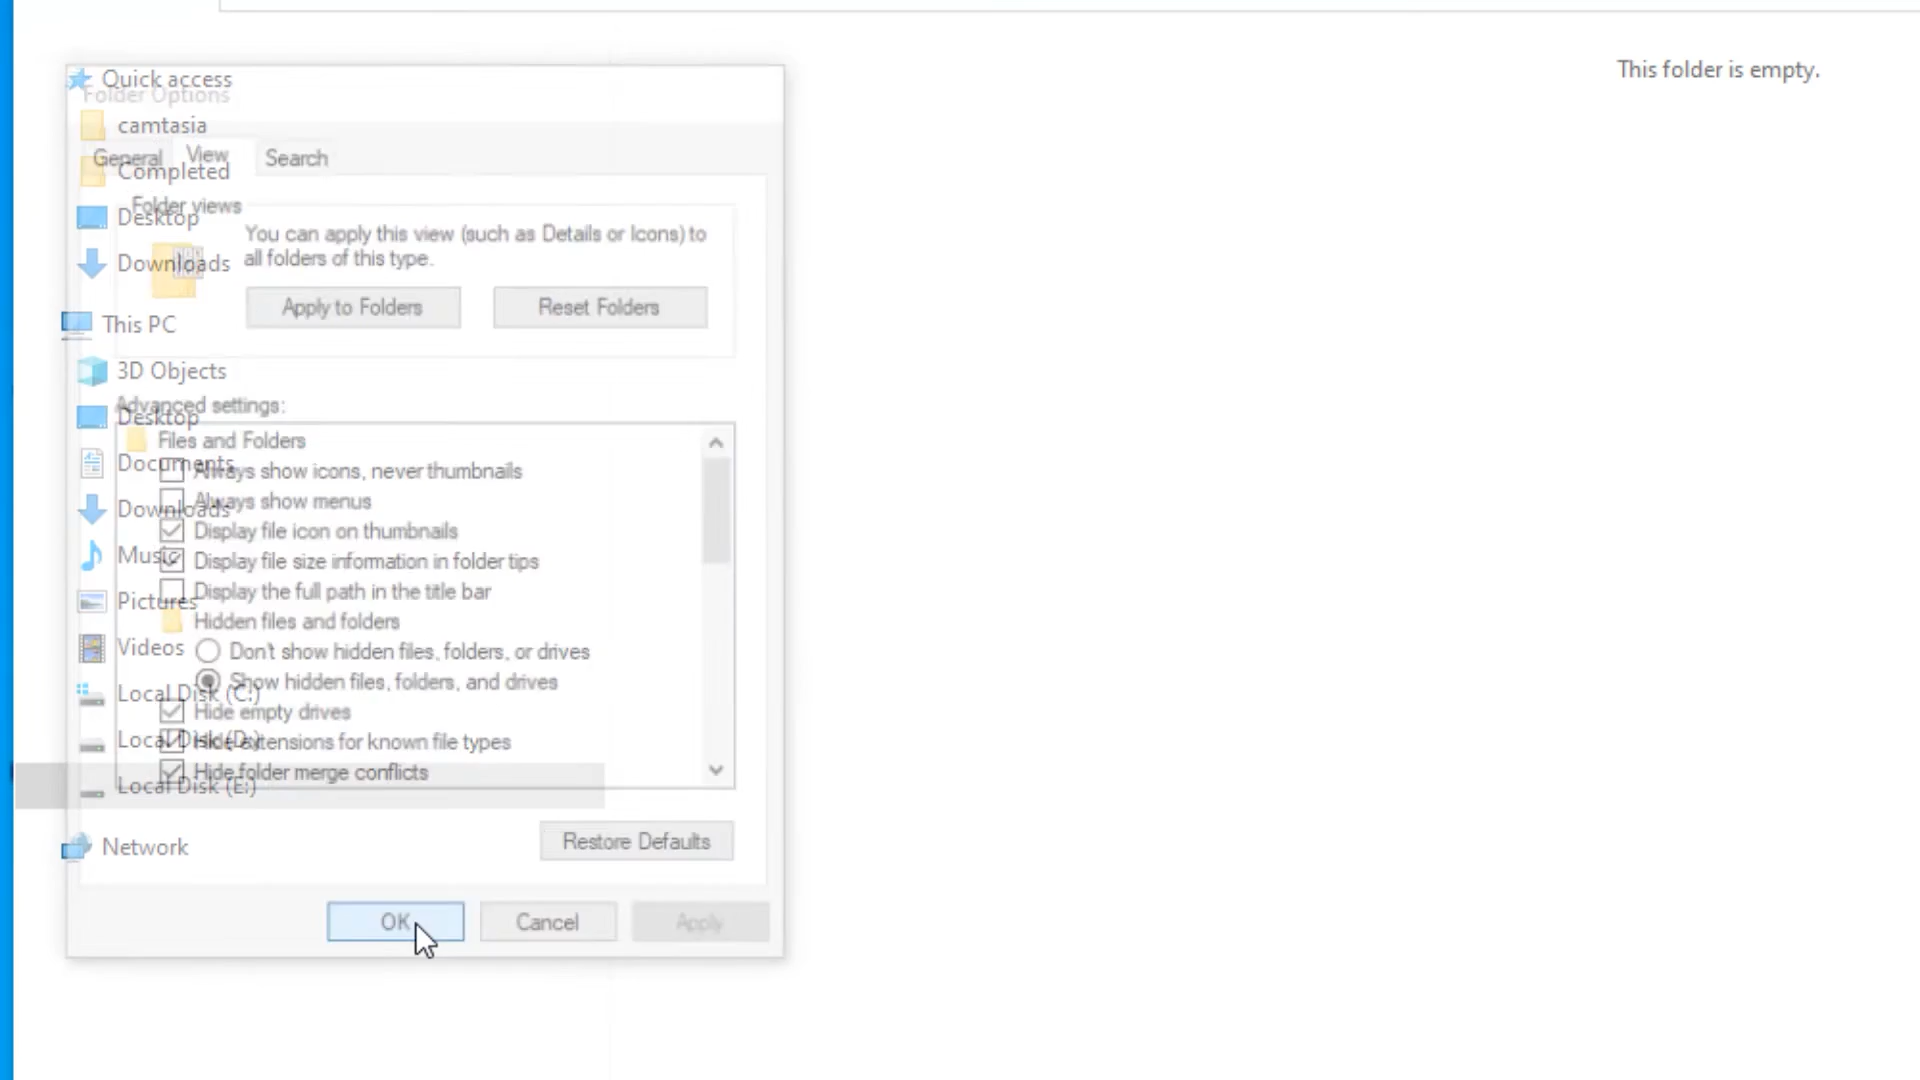 This folder is empty.
Quick access
Folder Options
camtasia
General
View
Search
Completed
Folder views
Desktop
You can apply this view (such as Details or Icons) to
all folders of this type.
Downloads
Apply to Folders
Reset Folders
This PC
3D Objects
Advanced settings:
Desktop
Files and Folders
Documents
Always show icons, never thumbnails
Always show menus
Downloads
Display file icon on thumbnails
Music
Display file size information in folder tips
Display the full path in the title bar
Pictures
Hidden files and folders
Videos
Don't show hidden files, folders, or drives
Show hidden files, folders, and drives
Local Disk (C:)
Hide empty drives
Local Disk (D:)
Hide extensions for known file types
Hide folder merge conflicts
Local Disk (E:)
Restore Defaults
Network
OK
Cancel
Apply